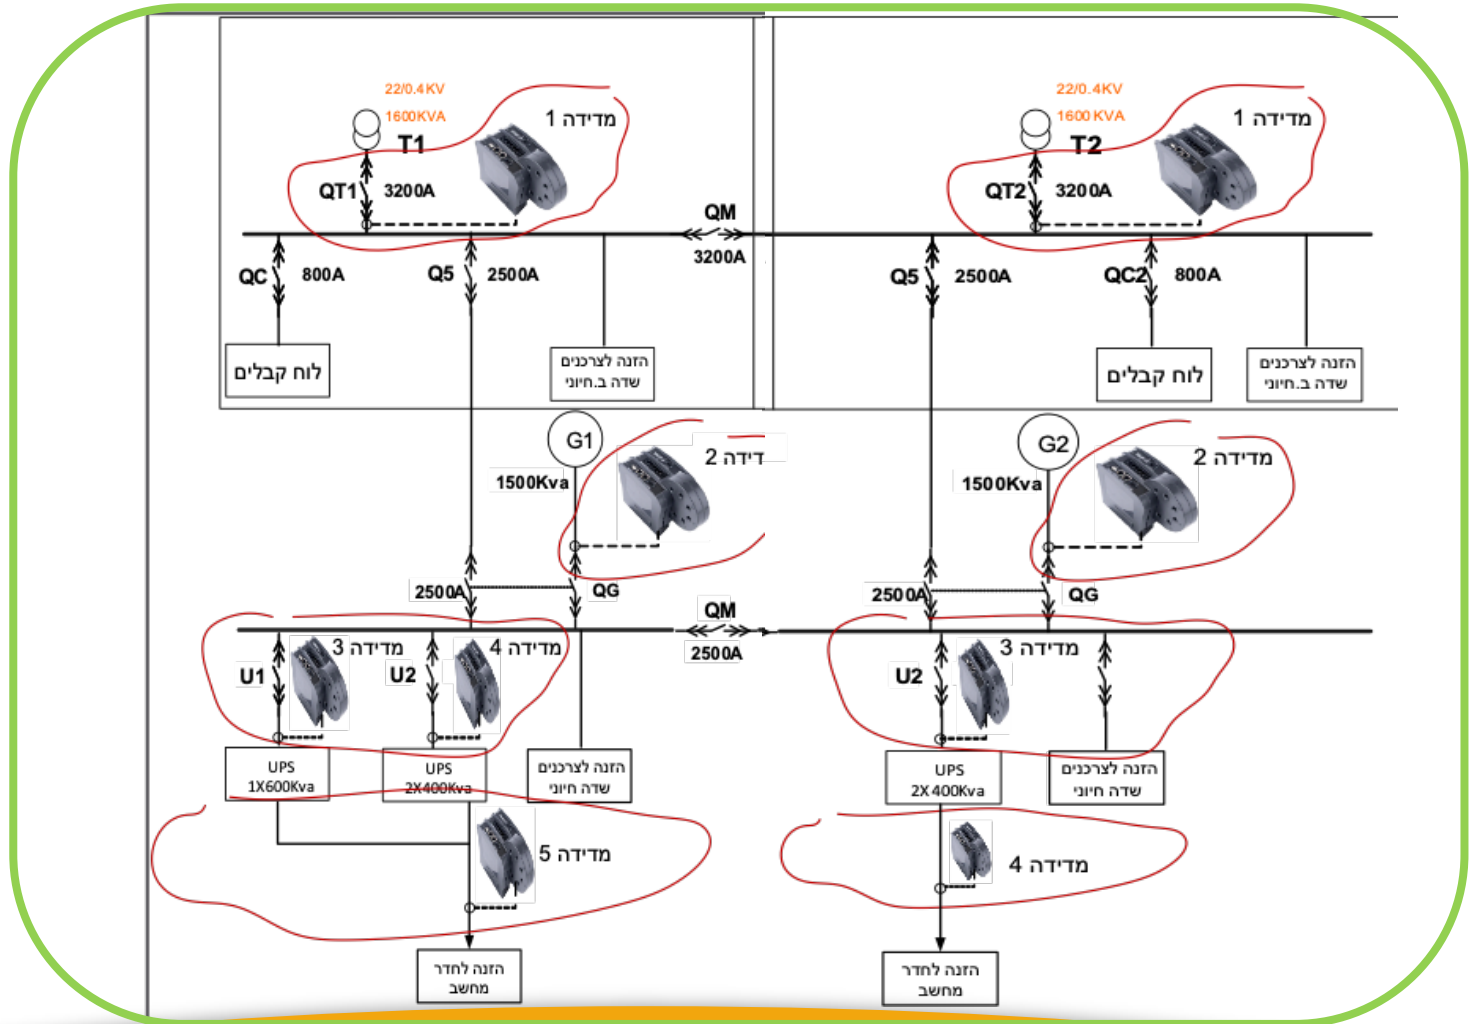 22/0.4KV
1600KVA
T1
מדידה 1
QT1
3200A
22/0.4KV
1600KVA
T2
מדידה 1
QT2
3200A
QM
3200A
QC
800A
Q5
2500A
Q5
2500A
QC2
800A
לוח קבלים
הזנה לצרכנים
שדה ב.חיוני
לוח קבלים
הזנה לצרכנים
שדה ב.חיוני
G1
1500Kva
דידה 2
G2
1500Kva
מדידה 2
2500A
QG
QM
2500A
2500A
QG
U1
מדידה 3
U2
מדידה 4
U2
מדידה 3
UPS
1X600Kva
UPS
2X400Kva
הזנה לצרכנים
שדה חיוני
UPS
2X400Kva
הזנה לצרכנים
שדה חיוני
מדידה 5
מדידה 4
הזנה לחדר
מחשב
הזנה לחדר
מחשב